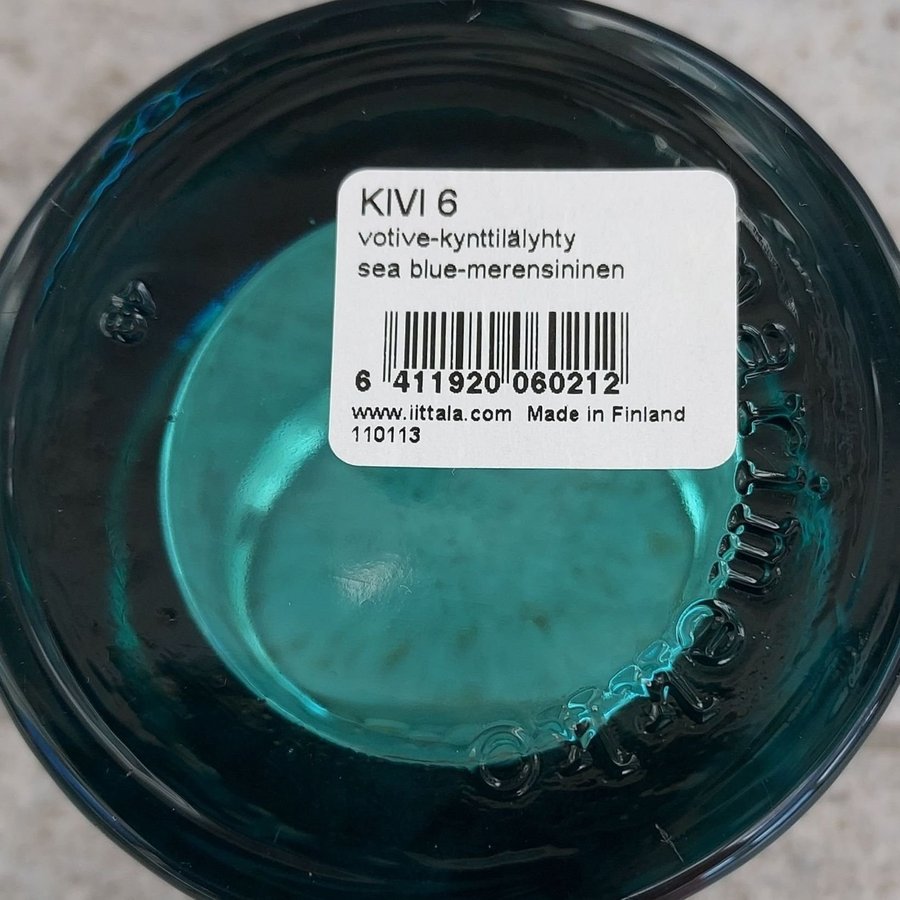 KIVI 6
votive-kynttilälyhty
sea blue-merensininen
6 411920 060212
www.iittala.com Made in Finland
110113